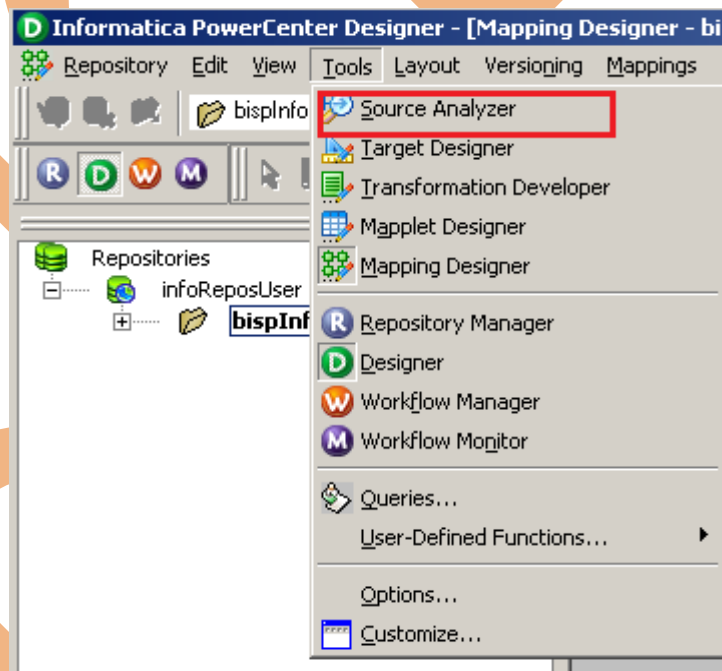 D Informatica PowerCenter Designer - [Mapping Designer - bi
Repository Edit View Tools Layout Versioning Mappings
bispInfo
Source Analyzer
Target Designer
Transformation Developer
Mapplet Designer
Mapping Designer
R D W M
Repositories
infoReposUser
bispInf
R Repository Manager
D Designer
W Workflow Manager
M Workflow Monitor
Queries...
User-Defined Functions...
Options...
Customize...